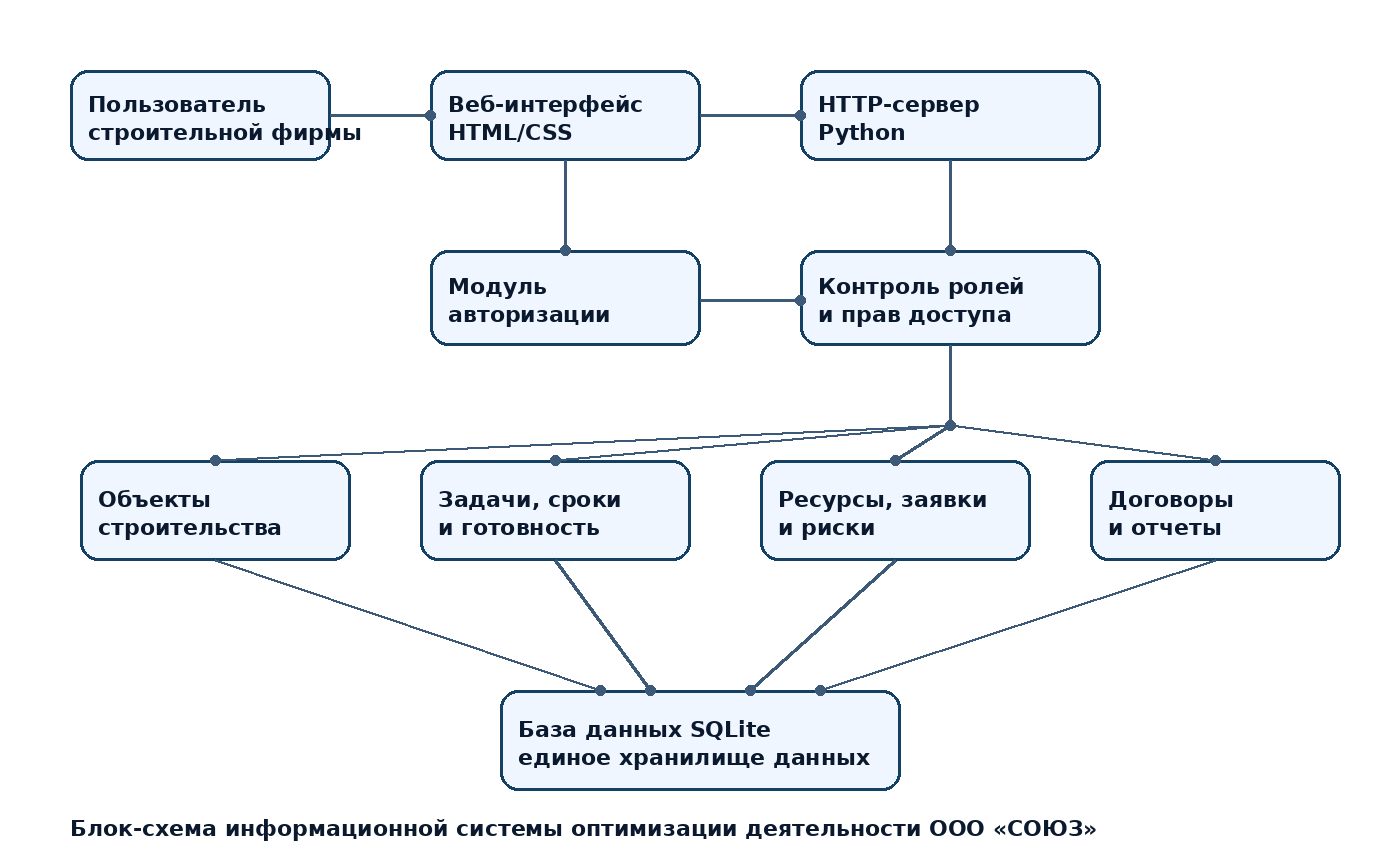 Пользователь
строительной фирмы
Веб-интерфейс
HTML/CSS
HTTP-сервер
Python
Модуль
авторизации
Контроль ролей
и прав доступа
Объекты
строительства
Задачи, сроки
и готовность
Ресурсы, заявки
и риски
Договоры
и отчеты
База данных SQLite
единое хранилище данных
Блок-схема информационной системы оптимизации деятельности ООО «СОЮЗ»